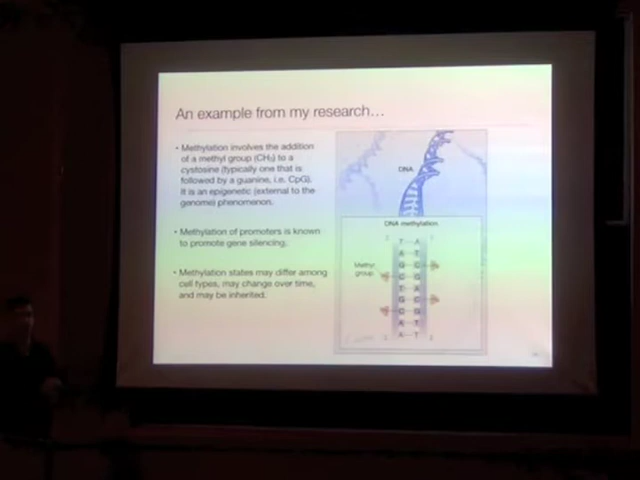 An example from my research...
• Methylation involves the addition
of a methyl group (CH₃) to a
cystosine (typically one that is
followed by a guanine, i.e. CpG).
It is an epigenetic (external to the
genome) phenomenon.
• Methylation of promoters is known
to promote gene silencing.
• Methylation states may differ among
cell types, may change over time,
and may be inherited.
DNA
DNA methylation
T A
A T
Methyl
group
G C
C G
T A
G C
C G
A T
A T